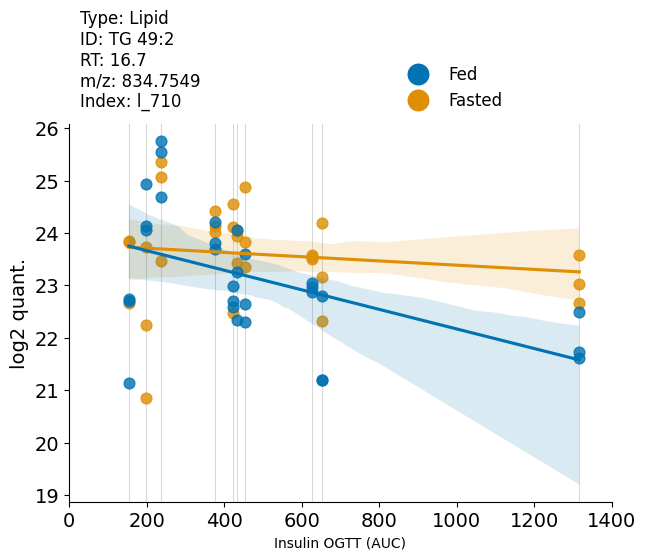 Type: Lipid
ID: TG 49:2
RT: 16.7
m/z: 834.7549
Index: l_710
Fed
Fasted
26
25
24
23
22
21
20
19
log2 quant.
0 200 400 600 800 1000 1200 1400
Insulin OGTT (AUC)